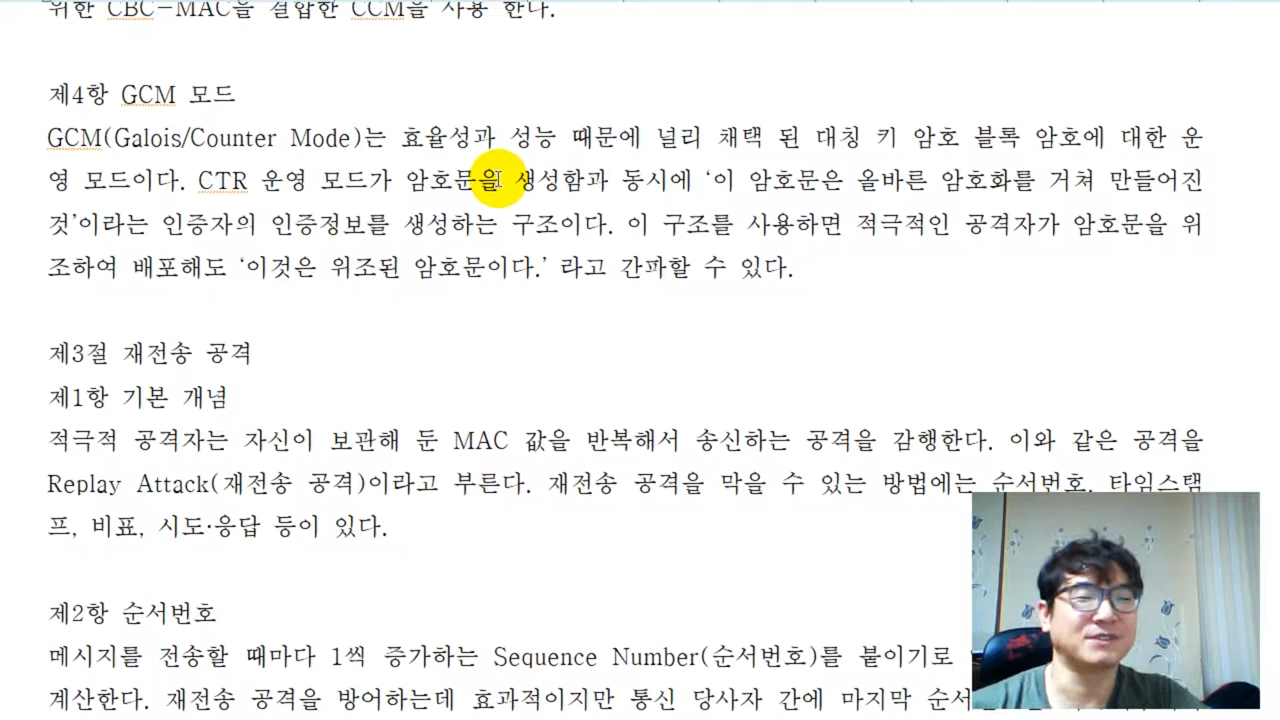 위한 CBC-MAC을 결합한 CCM을 사용 한다.
제4항 GCM 모드
GCM(Galois/Counter Mode)는 효율성과 성능 때문에 널리 채택 된 대칭 키 암호 블록 암호에 대한 운
영 모드이다. CTR 운영 모드가 암호문을 생성함과 동시에 ‘이 암호문은 올바른 암호화를 거쳐 만들어진
것’이라는 인증자의 인증정보를 생성하는 구조이다. 이 구조를 사용하면 적극적인 공격자가 암호문을 위
조하여 배포해도 ‘이것은 위조된 암호문이다.’ 라고 간파할 수 있다.
제3절 재전송 공격
제1항 기본 개념
적극적 공격자는 자신이 보관해 둔 MAC 값을 반복해서 송신하는 공격을 감행한다. 이와 같은 공격을
Replay Attack(재전송 공격)이라고 부른다. 재전송 공격을 막을 수 있는 방법에는 순서번호, 타임스탬
프, 비표, 시도·응답 등이 있다.
제2항 순서번호
메시지를 전송할 때마다 1씩 증가하는 Sequence Number(순서번호)를 붙이기로
계산한다. 재전송 공격을 방어하는데 효과적이지만 통신 당사자 간에 마지막 순서